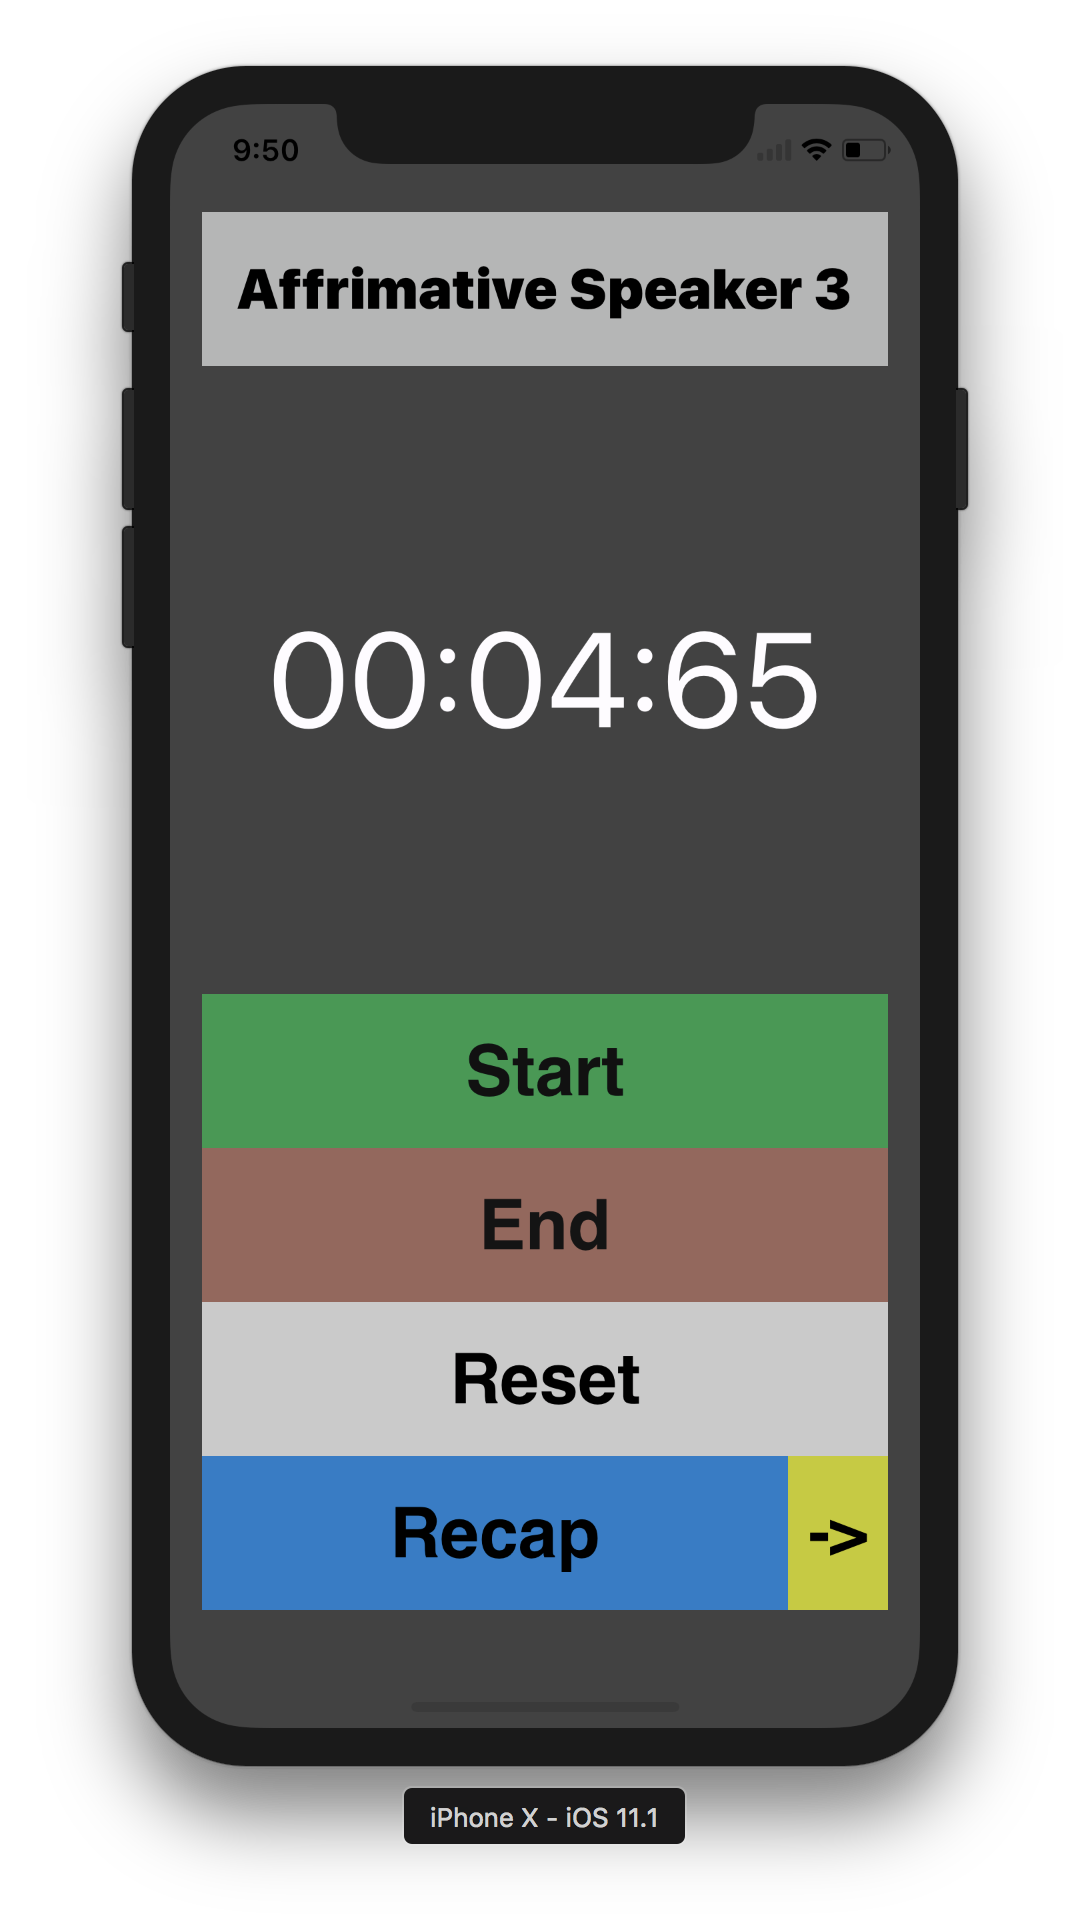 9:50
Affrimative Speaker 3
00:04:65
Start
End
Reset
Recap ->
iPhone X - iOS 11.1